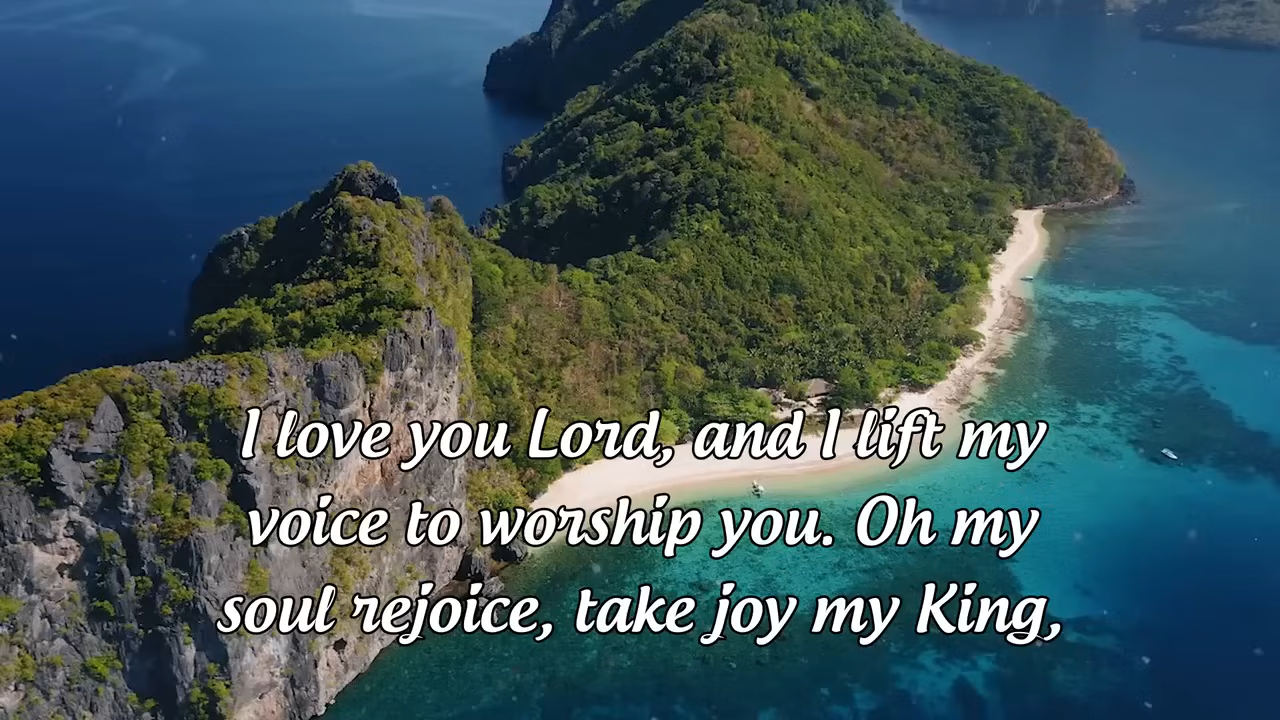 I love you Lord, and I lift my
voice to worship you. Oh my
soul rejoice, take joy my King,